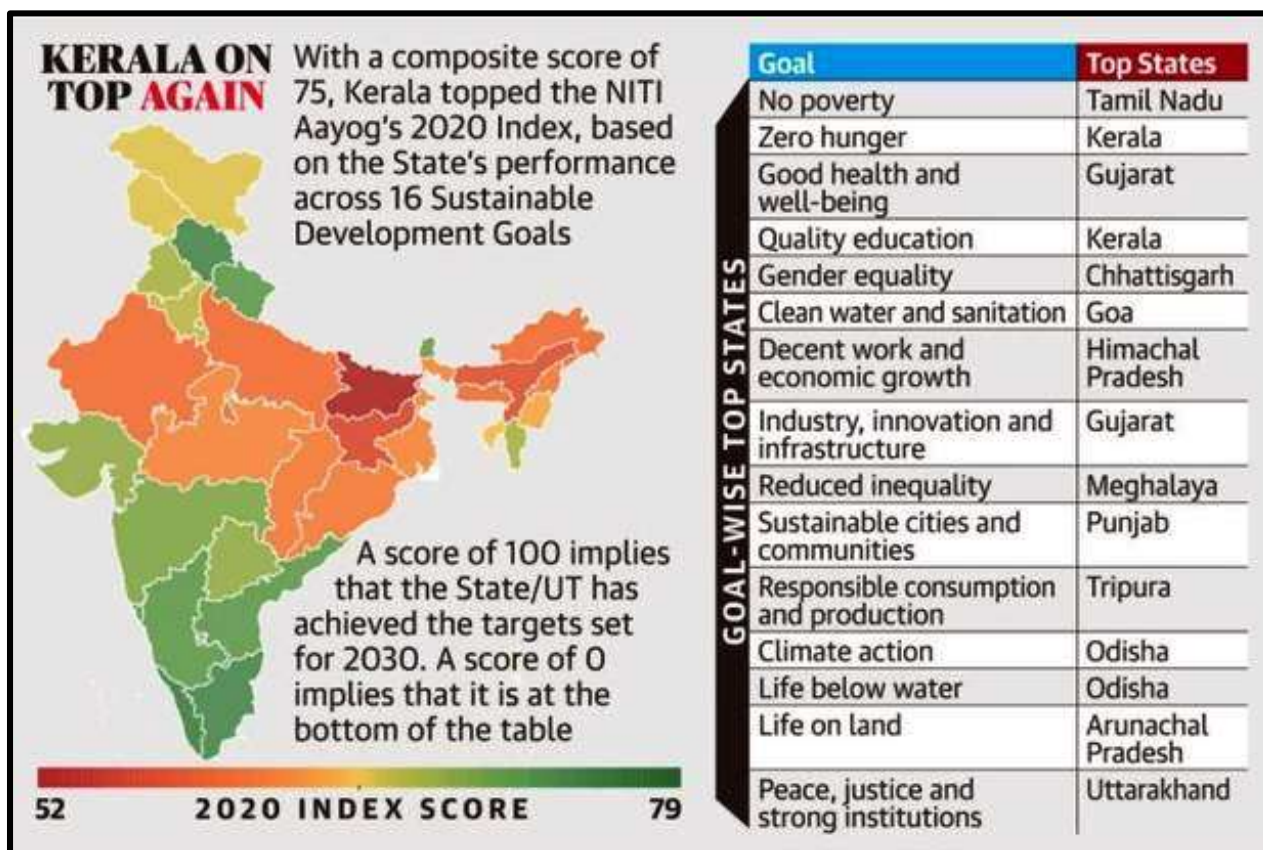 KERALA ON
TOP AGAIN
With a composite score of
75, Kerala topped the NITI
Aayog's 2020 Index, based
on the State's performance
across 16 Sustainable
Development Goals
A score of 100 implies
that the State/UT has
achieved the targets set
for 2030. A score of 0
implies that it is at the
bottom of the table
52 2020 INDEX SCORE 79
GOAL-WISE TOP STATES
Goal Top States
No poverty Tamil Nadu
Zero hunger Kerala
Good health and Gujarat
well-being
Quality education Kerala
Gender equality Chhattisgarh
Clean water and sanitation Goa
Decent work and Himachal
economic growth Pradesh
Industry, innovation and Gujarat
infrastructure
Reduced inequality Meghalaya
Sustainable cities and Punjab
communities
Responsible consumption Tripura
and production
Climate action Odisha
Life below water Odisha
Life on land Arunachal
Pradesh
Peace, justice and Uttarakhand
strong institutions